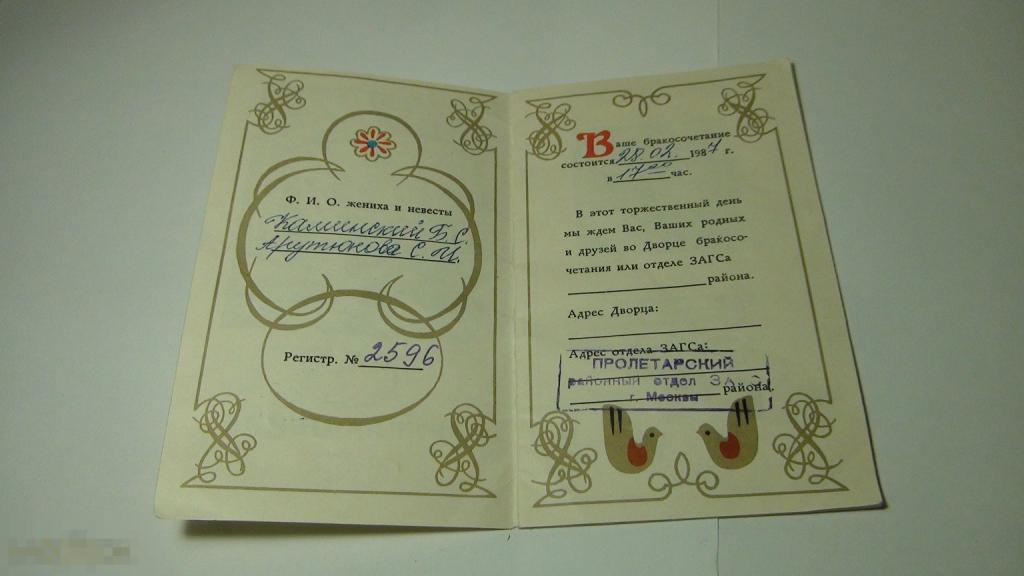 Ф. И. О. жениха и невесты
Каминский Б. С.
Арутюнова С. И.
Регистр. № 2596
Ваше бракосочетание
состоится 28 02. 1987 г.
в 17 00 час.
В этот торжественный день
мы ждем Вас, Ваших родных
и друзей во Дворце бракосо-
четания или отделе ЗАГСа
района.
Адрес Дворца:
Адрес отдела ЗАГСа:
ПРОЛЕТАРСКИЙ
районный отдел
района.
г. Москвы